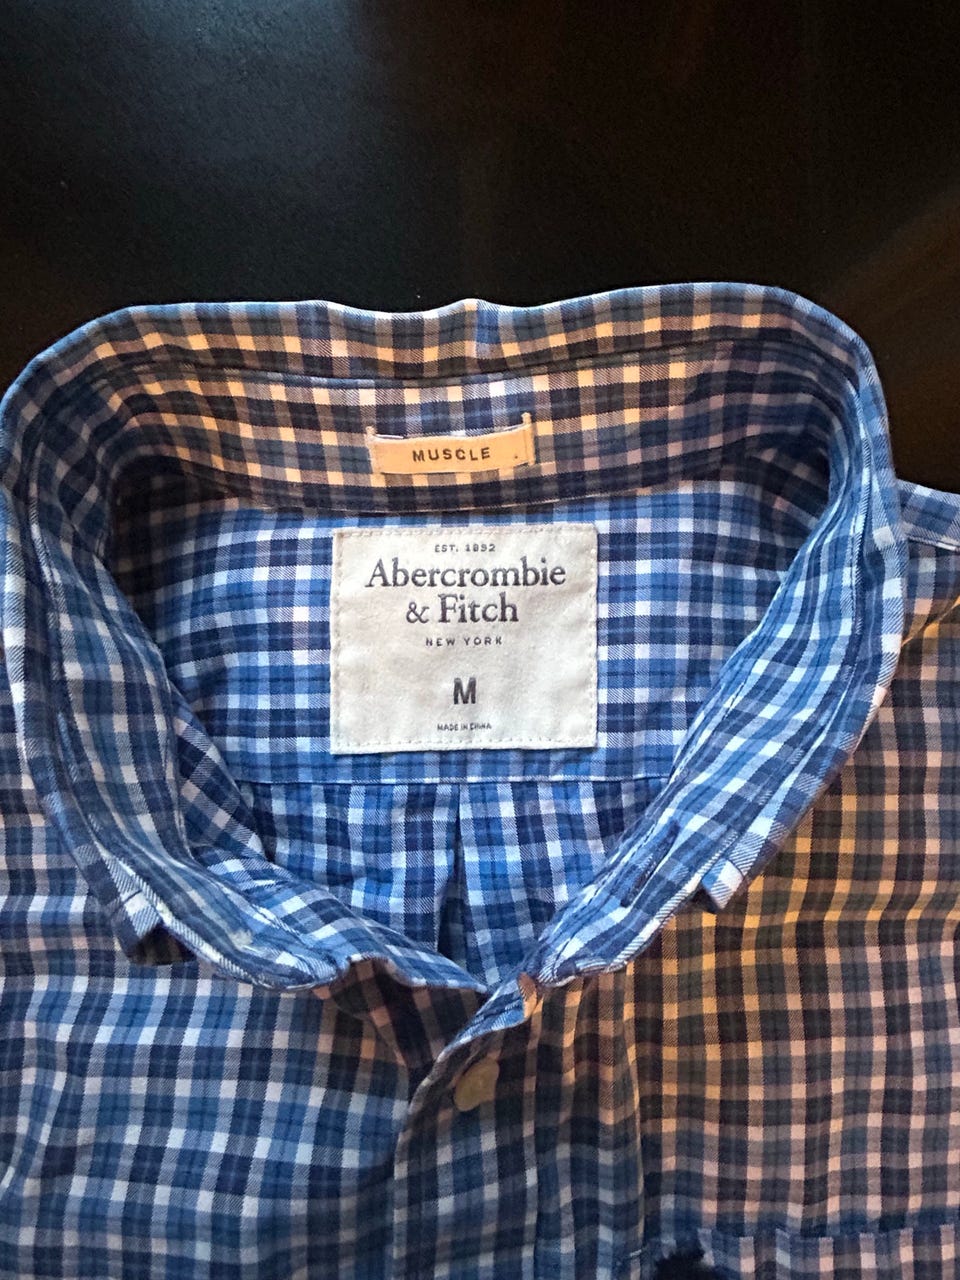 MUSCLE
EST. 1892
Abercrombie
& Fitch
NEW YORK
M
MADE IN CHINA